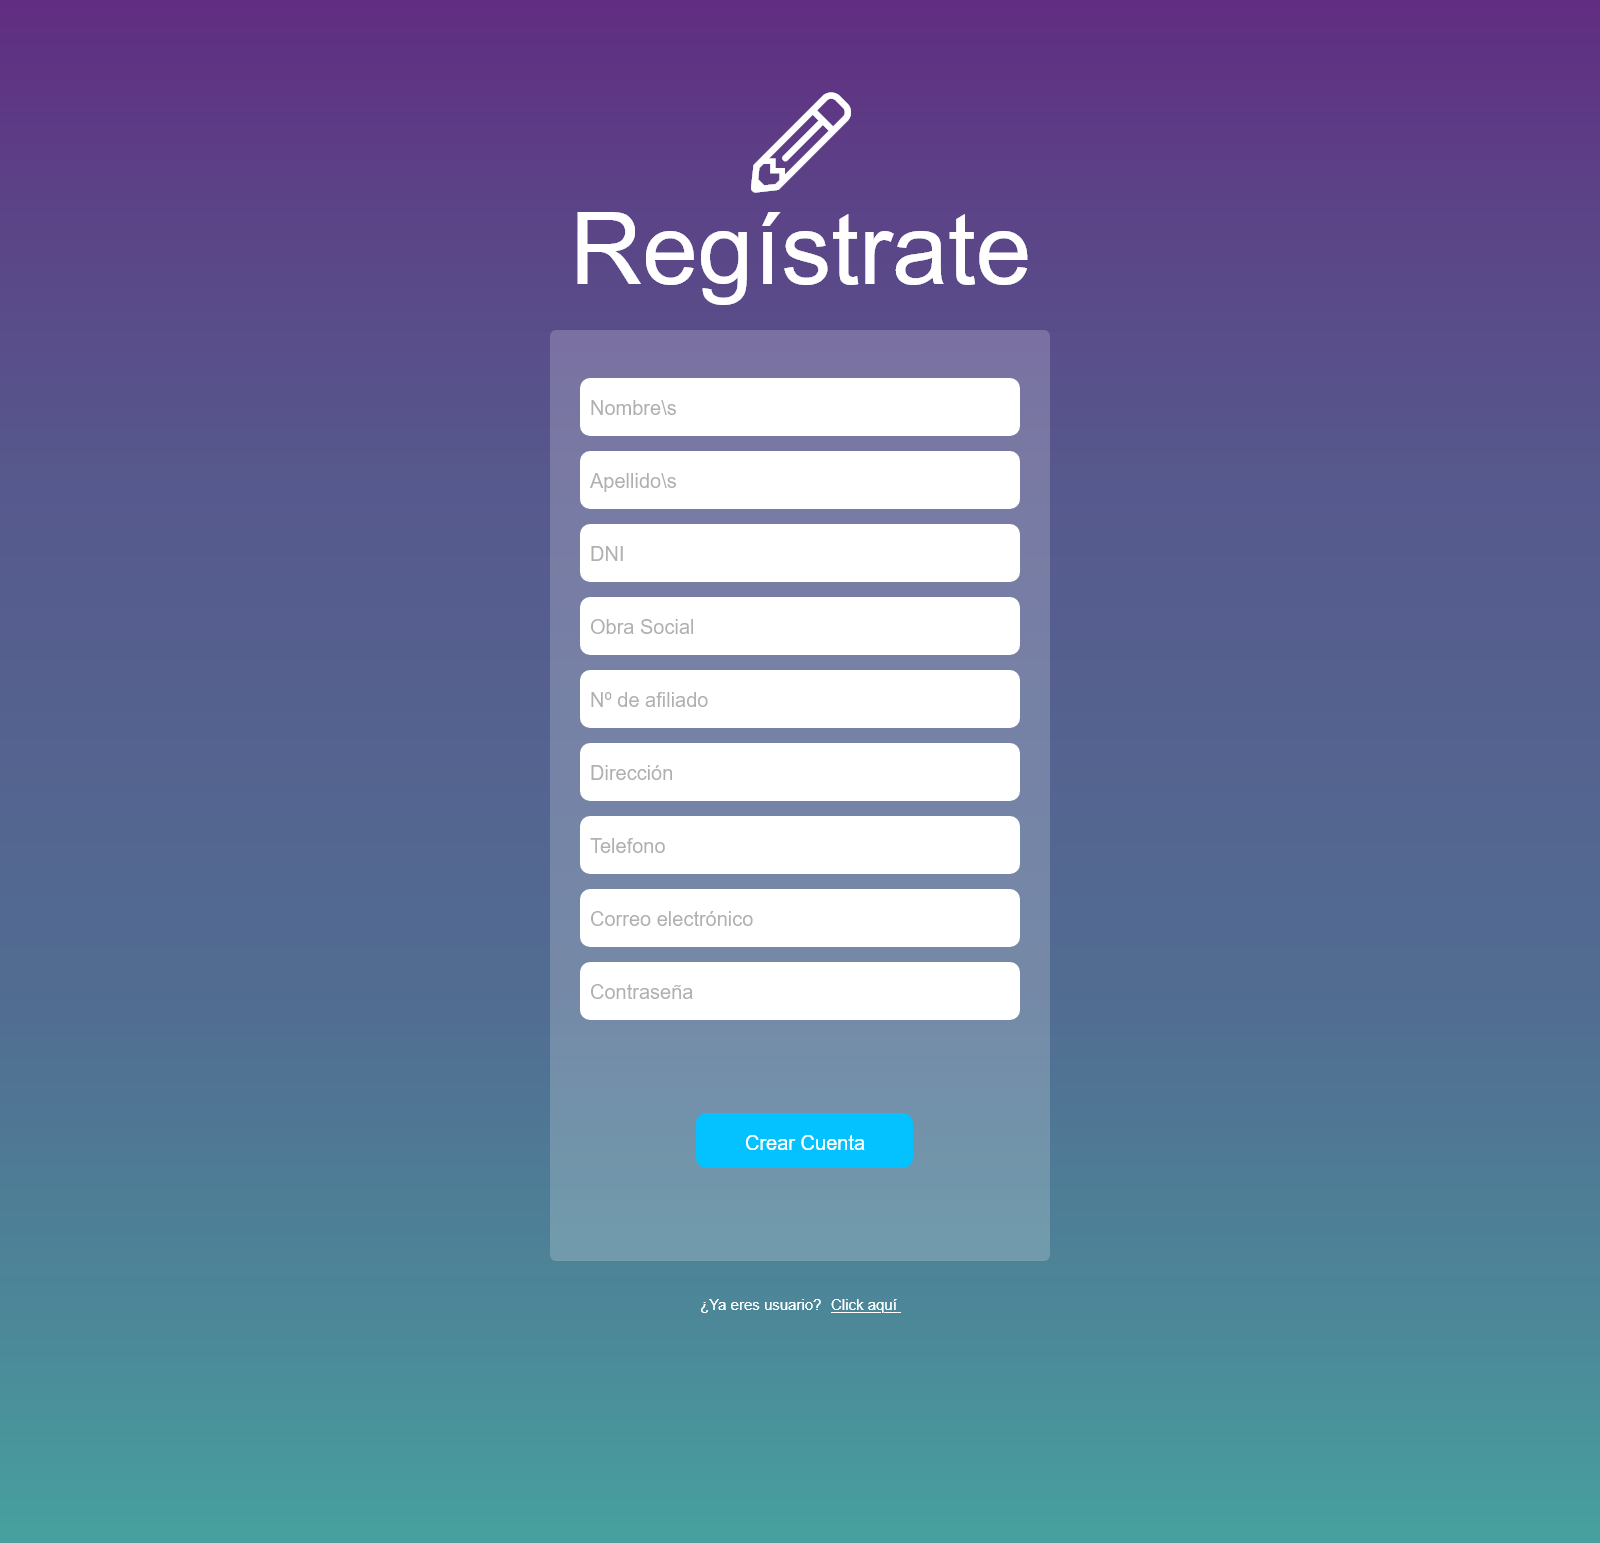 Regístrate
Nombre\s
Apellido\s
DNI
Obra Social
Nº de afiliado
Dirección
Telefono
Correo electrónico
Contraseña
Crear Cuenta
¿Ya eres usuario? Click aquí